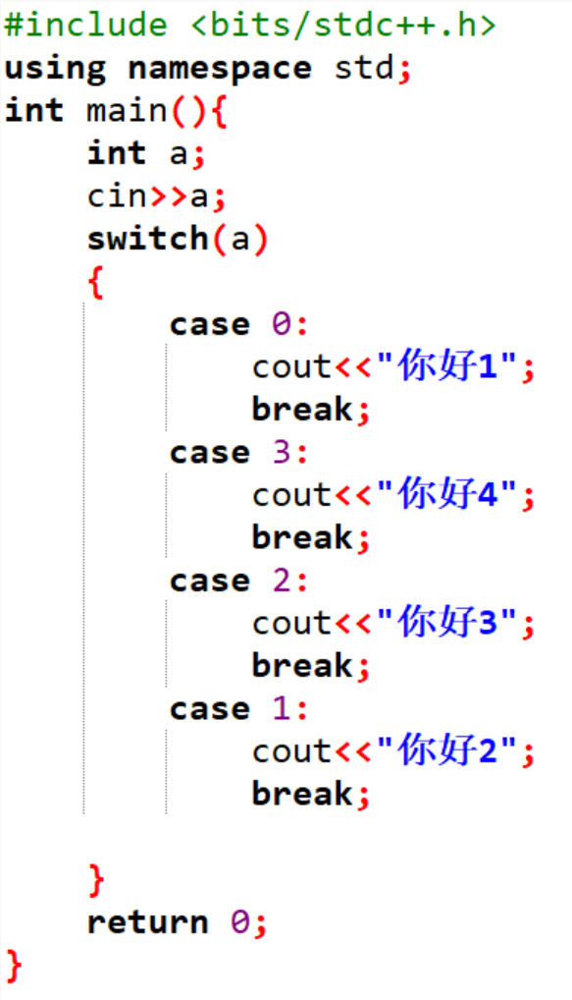 #include <bits/stdc++.h>
using namespace std;
int main(){
    int a;
    cin>>a;
    switch(a)
    {
        case 0:
            cout<<"你好1";
            break;
        case 3:
            cout<<"你好4";
            break;
        case 2:
            cout<<"你好3";
            break;
        case 1:
            cout<<"你好2";
            break;

    }
    return 0;
}